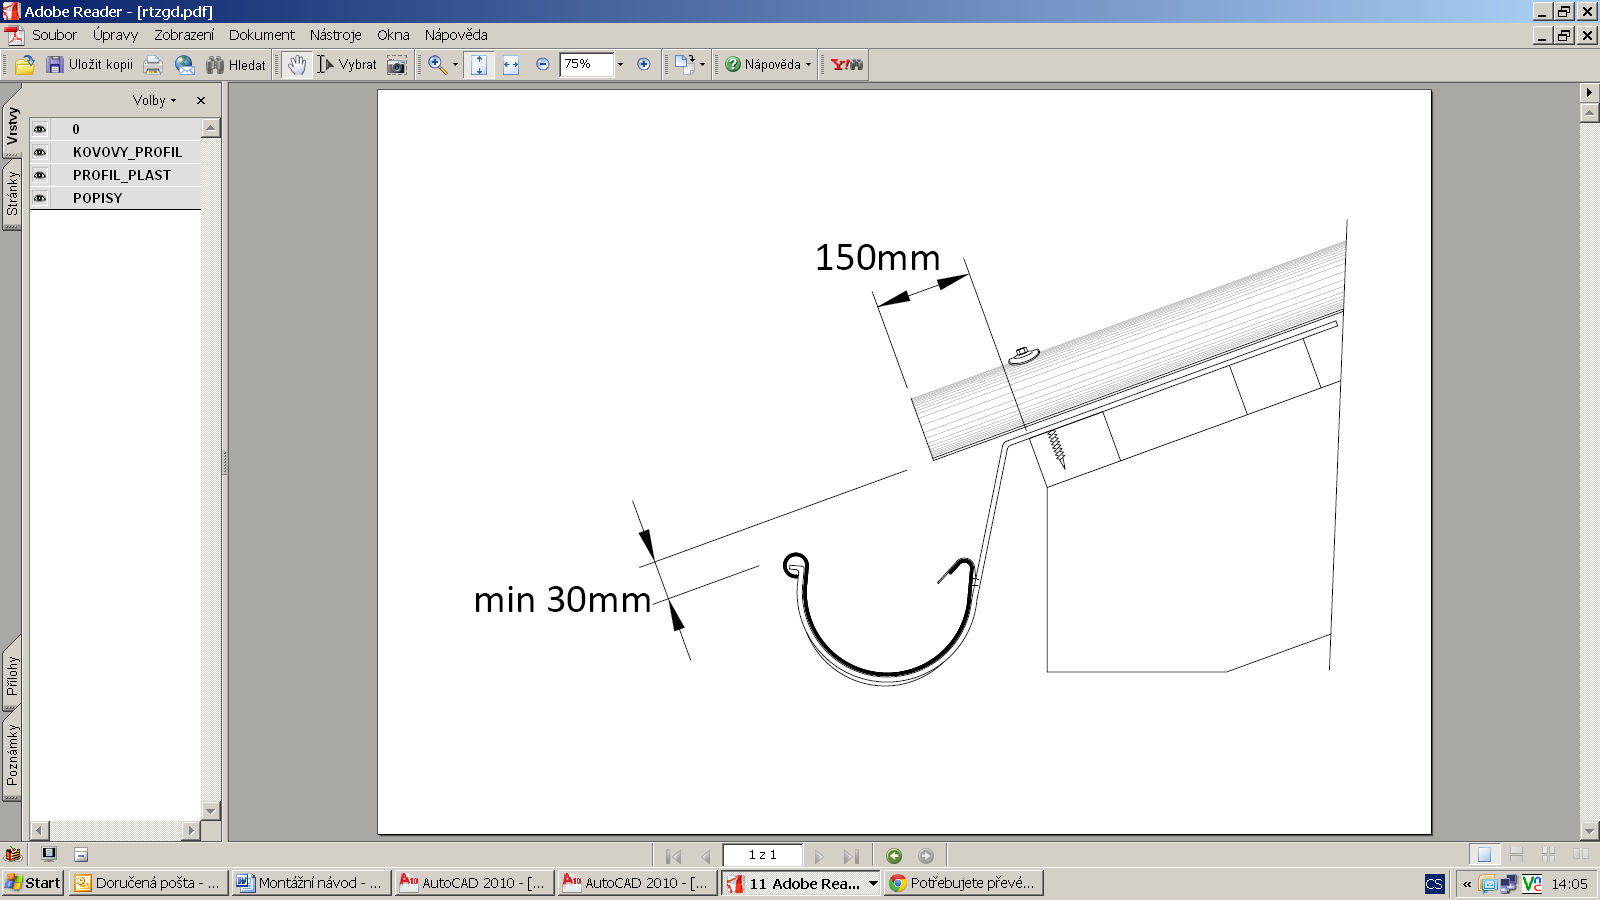 Adobe Reader - [rtzgd.pdf]
Soubor Úpravy Zobrazení Dokument Nástroje Okna Nápověda
Uložit kopii Hledat Vybrat 75% Nápověda Y!
Volby
Vrstvy
Stránky
Přílohy
Poznámky
0
KOVOVY_PROFIL
PROFIL_PLAST
POPISY
150mm
min 30mm
1 z 1
Start Doručená pošta - ... Montážní návod - ... AutoCAD 2010 - [... AutoCAD 2010 - [... 11 Adobe Rea... Potřebujete převé... CS « 14:05